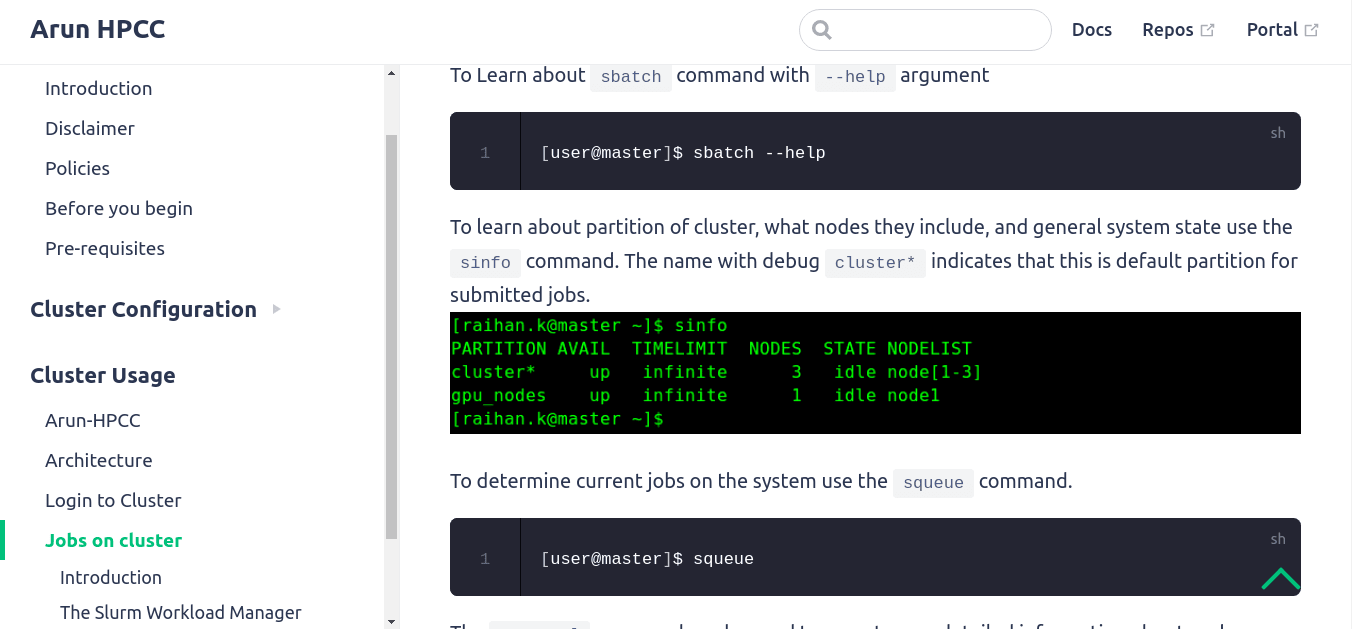 Arun HPCC
Docs Repos Portal
Introduction
Disclaimer
Policies
Before you begin
Pre-requisites
Cluster Configuration
Cluster Usage
Arun-HPCC
Architecture
Login to Cluster
Jobs on cluster
Introduction
The Slurm Workload Manager
To Learn about sbatch command with --help argument
sh
1 [user@master]$ sbatch --help
To learn about partition of cluster, what nodes they include, and general system state use the
sinfo command. The name with debug cluster* indicates that this is default partition for
submitted jobs.
[raihan.k@master ~]$ sinfo
PARTITION AVAIL  TIMELIMIT  NODES  STATE NODELIST
cluster*     up   infinite      3   idle node[1-3]
gpu_nodes    up   infinite      1   idle node1
[raihan.k@master ~]$
To determine current jobs on the system use the squeue command.
sh
1 [user@master]$ squeue